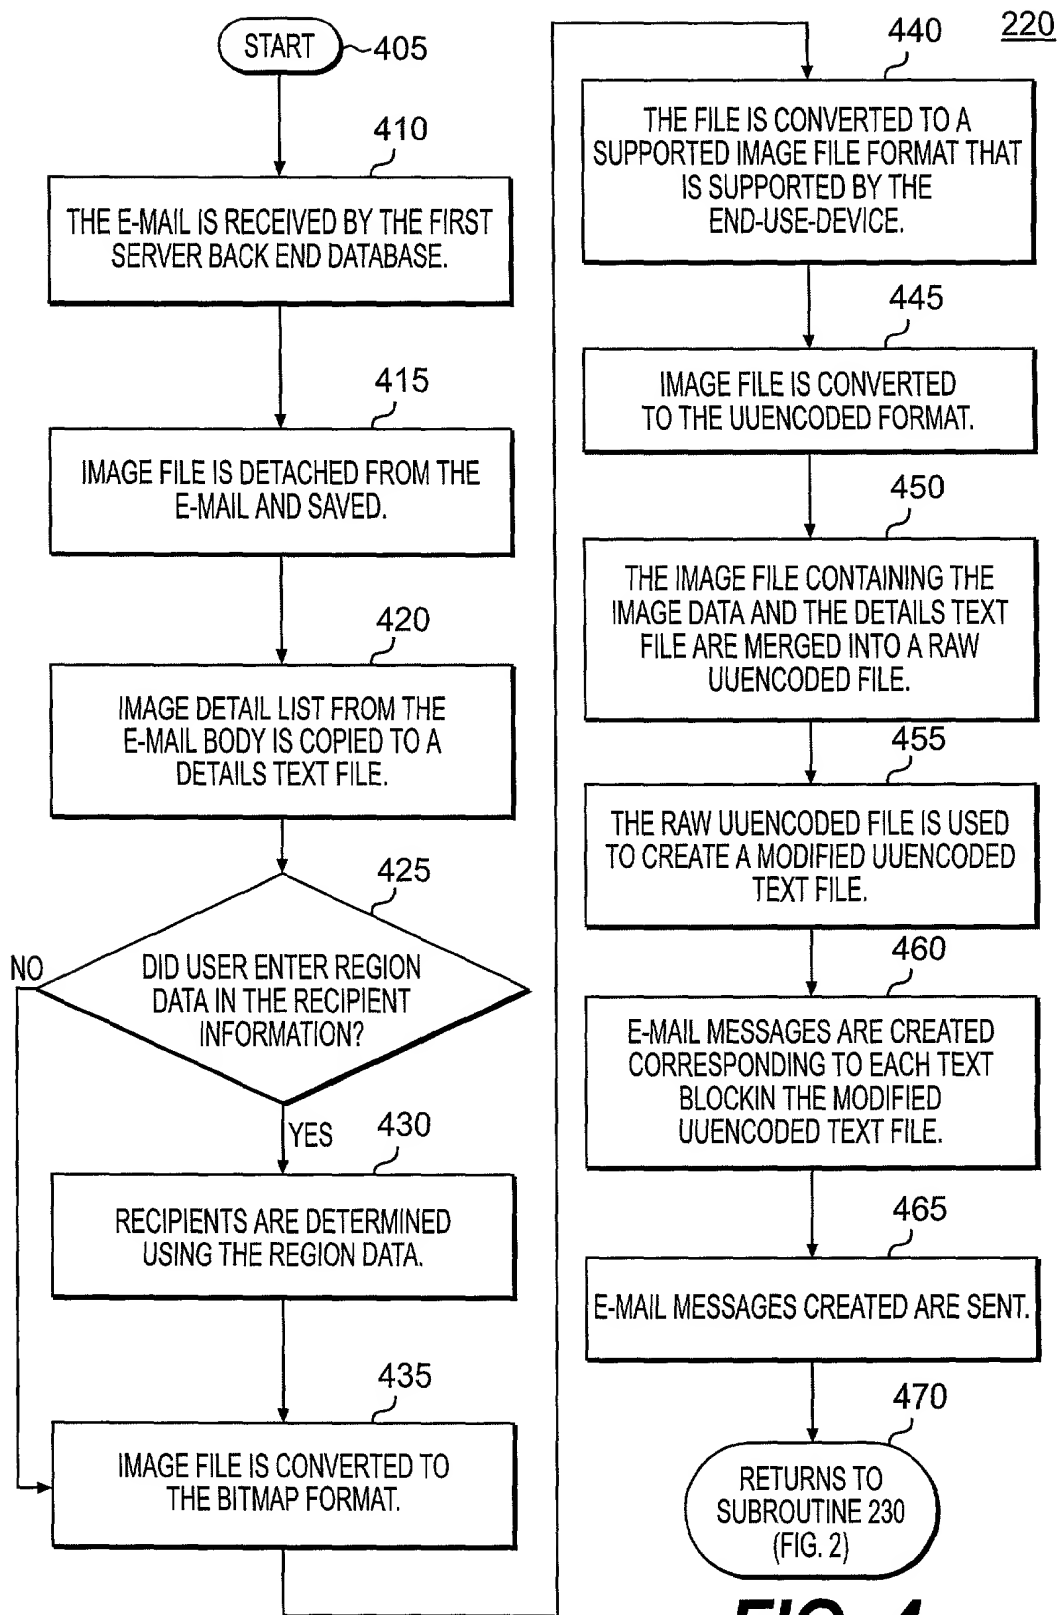 START
405
410
THE E-MAIL IS RECEIVED BY THE FIRST
SERVER BACK END DATABASE.
415
IMAGE FILE IS DETACHED FROM THE
E-MAIL AND SAVED.
420
IMAGE DETAIL LIST FROM THE
E-MAIL BODY IS COPIED TO A
DETAILS TEXT FILE.
425
NO
DID USER ENTER REGION
DATA IN THE RECIPIENT
INFORMATION?
YES
430
RECIPIENTS ARE DETERMINED
USING THE REGION DATA.
435
IMAGE FILE IS CONVERTED TO
THE BITMAP FORMAT.
220
440
THE FILE IS CONVERTED TO A
SUPPORTED IMAGE FILE FORMAT THAT
IS SUPPORTED BY THE
END-USE-DEVICE.
445
IMAGE FILE IS CONVERTED
TO THE UUENCODED FORMAT.
450
THE IMAGE FILE CONTAINING THE
IMAGE DATA AND THE DETAILS TEXT
FILE ARE MERGED INTO A RAW
UUENCODED FILE.
455
THE RAW UUENCODED FILE IS USED
TO CREATE A MODIFIED UUENCODED
TEXT FILE.
460
E-MAIL MESSAGES ARE CREATED
CORRESPONDING TO EACH TEXT
BLOCKIN THE MODIFIED
UUENCODED TEXT FILE.
465
E-MAIL MESSAGES CREATED ARE SENT.
470
RETURNS TO
SUBROUTINE 230
(FIG. 2)
FIG. 4